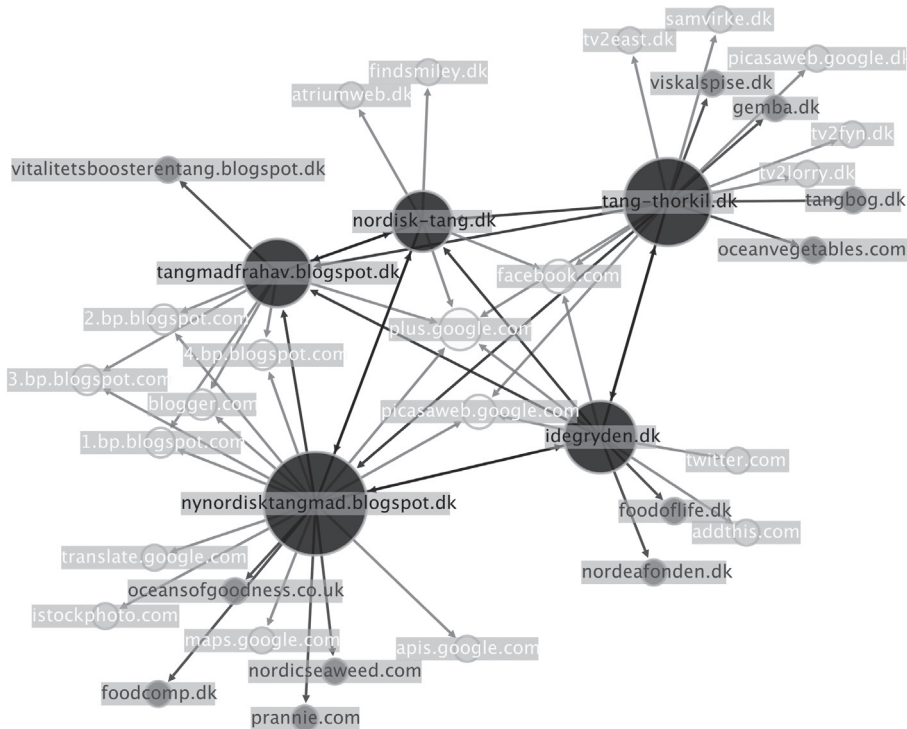 samvirke.dk
tv2east.dk
picasaweb.google.dk
findsmiley.dk
viskalspise.dk
atriumweb.dk
gemba.dk
tv2fyn.dk
vitalitetsboosterentang.blogspot.dk
tv2lorry.dk
tang-thorkil.dk
tangbog.dk
nordisk-tang.dk
oceanvegetables.com
tangmadfrahav.blogspot.dk
facebook.com
2.bp.blogspot.com
plus.google.com
4.bp.blogspot.com
3.bp.blogspot.com
blogger.com
picasaweb.google.com
1.bp.blogspot.com
idegryden.dk
twitter.com
nynordisktangmad.blogspot.dk
foodoflife.dk
addthis.com
translate.google.com
nordeafonden.dk
oceansofgoodness.co.uk
istockphoto.com
maps.google.com
apis.google.com
nordicseaweed.com
foodcomp.dk
prannie.com